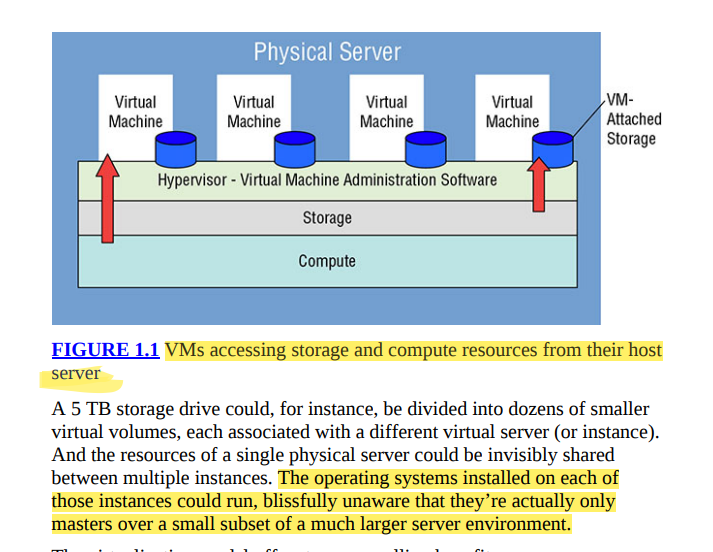 Physical Server
Virtual
Machine
Virtual
Machine
Virtual
Machine
Virtual
Machine
VM-
Attached
Storage
Hypervisor - Virtual Machine Administration Software
Storage
Compute
FIGURE 1.1 VMs accessing storage and compute resources from their host
server
A 5 TB storage drive could, for instance, be divided into dozens of smaller
virtual volumes, each associated with a different virtual server (or instance).
And the resources of a single physical server could be invisibly shared
between multiple instances. The operating systems installed on each of
those instances could run, blissfully unaware that they’re actually only
masters over a small subset of a much larger server environment.